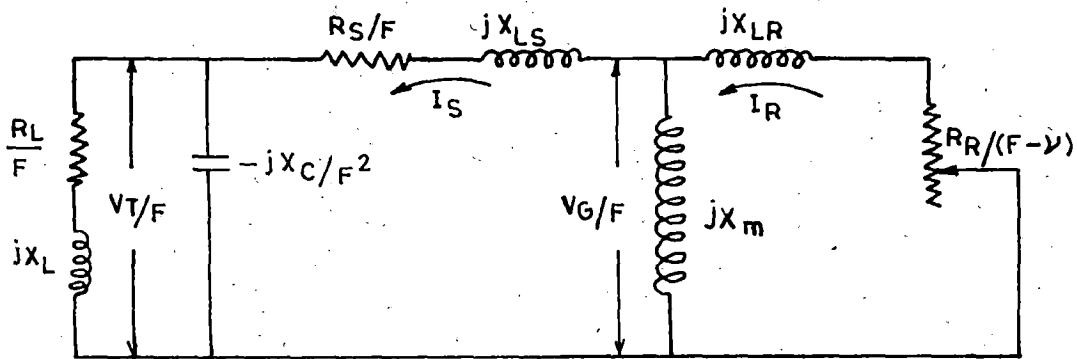 RS/F
jXLS
jXLR
IS
IR
RL
F
VT/F
-jXC/F²
VG/F
jXm
RR/(F-ν)
jXL